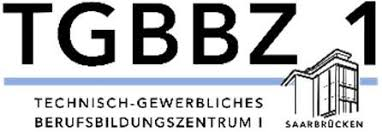 TGBBZ 1
TECHNISCH-GEWERBLICHES
BERUFSBILDUNGSZENTRUM I
SAARBRÜCKEN